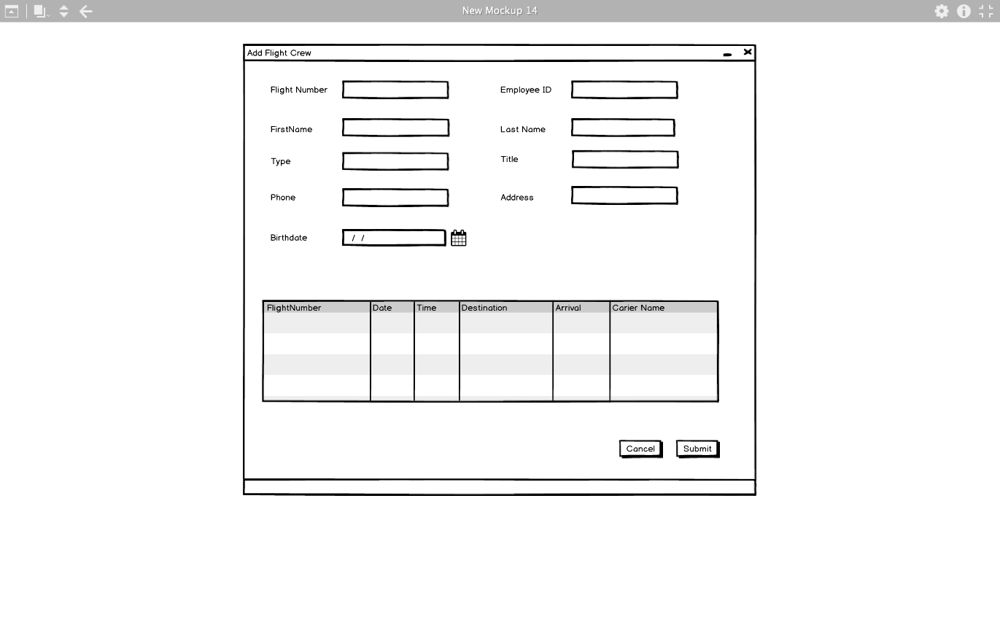 New Mockup 14
Add Flight Crew
Flight Number Employee ID
FirstName Last Name
Type Title
Phone Address
Birthdate / /
FlightNumber Date Time Destination Arrival Carier Name
Cancel Submit